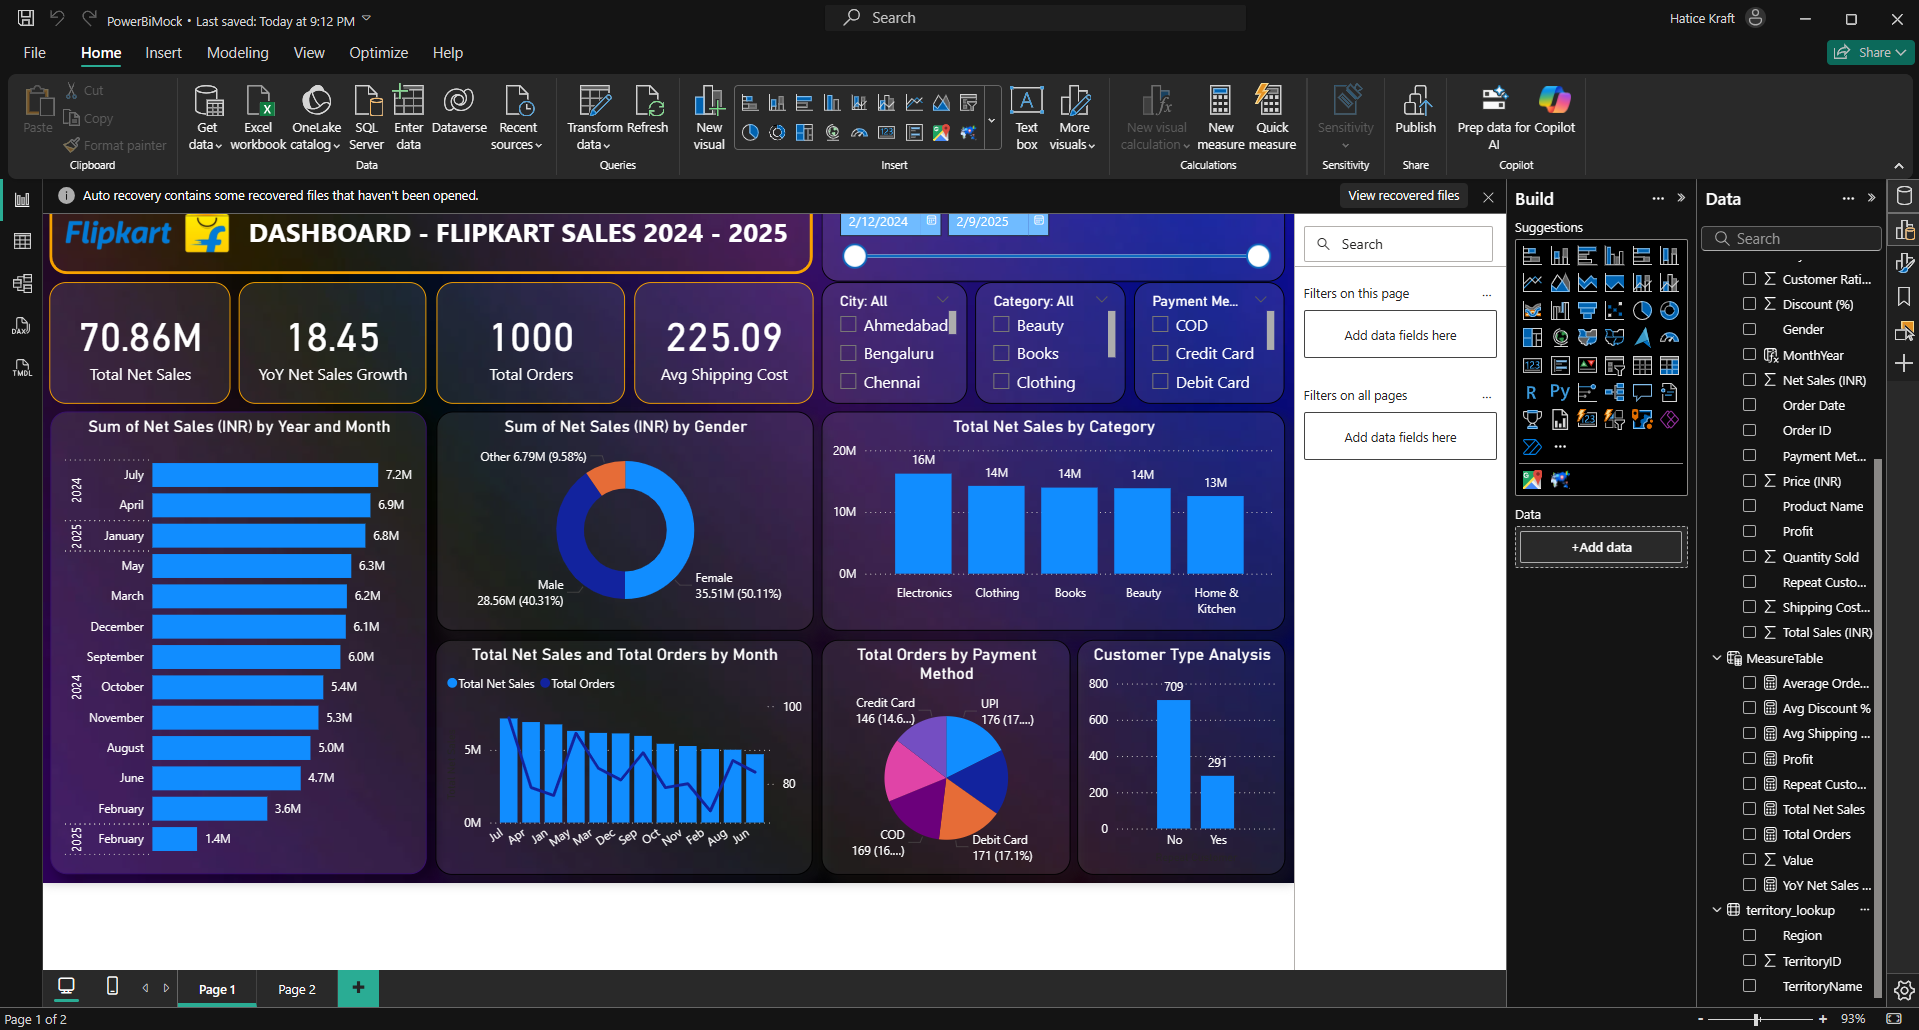 PowerBiMock • Last saved: Today at 9:12 PM
Search
Hatice Kraft
File
Home
Insert
Modeling
View
Optimize
Help
Share
Paste
Cut
Copy
Format painter
Clipboard
Get data
Excel workbook
OneLake catalog
SQL Server
Enter data
Dataverse
Recent sources
Data
Transform data
Refresh
Queries
New visual
Text box
More visuals
Insert
New visual calculation
New measure
Quick measure
Calculations
Sensitivity
Sensitivity
Publish
Share
Prep data for AI
Copilot
Copilot
Auto recovery contains some recovered files that haven't been opened.
View recovered files
DAX
TMDL
Flipkart
DASHBOARD - FLIPKART SALES 2024 - 2025
2/12/2024
2/9/2025
70.86M
Total Net Sales
18.45
YoY Net Sales Growth
1000
Total Orders
225.09
Avg Shipping Cost
City: All
Ahmedabad
Bengaluru
Chennai
Category: All
Beauty
Books
Clothing
Payment Me...
COD
Credit Card
Debit Card
Sum of Net Sales (INR) by Year and Month
2024
July 7.2M
April 6.9M
2025
January 6.8M
May 6.3M
March 6.2M
December 6.1M
September 6.0M
2024
October 5.4M
November 5.3M
August 5.0M
June 4.7M
February 3.6M
2025
February 1.4M
Sum of Net Sales (INR) by Gender
Other 6.79M (9.58%)
Male
28.56M (40.31%)
Female
35.51M (50.11%)
Total Net Sales by Category
20M
10M
0M
16M
14M
14M
14M
13M
Electronics
Clothing
Books
Beauty
Home & Kitchen
Total Net Sales and Total Orders by Month
Total Net Sales
Total Orders
5M
0M
100
80
Jul
Apr
Jan
May
Mar
Dec
Sep
Oct
Nov
Feb
Aug
Jun
Total Orders by Payment Method
Credit Card
146 (14.6...)
UPI
176 (17....)
COD
169 (16....)
Debit Card
171 (17.1%)
Customer Type Analysis
800
600
400
200
0
709
291
No
Yes
Search
Filters on this page
...
Add data fields here
Filters on all pages
...
Add data fields here
Build
Suggestions
R
Py
Data
+Add data
Data
Search
Customer Rati...
Discount (%)
Gender
MonthYear
Net Sales (INR)
Order Date
Order ID
Payment Met...
Price (INR)
Product Name
Profit
Quantity Sold
Repeat Custo...
Shipping Cost...
Total Sales (INR)
MeasureTable
Average Orde...
Avg Discount %
Avg Shipping ...
Profit
Repeat Custo...
Total Net Sales
Total Orders
Value
YoY Net Sales ...
territory_lookup
Region
TerritoryID
TerritoryName
Page 1
Page 2
Page 1 of 2
93%